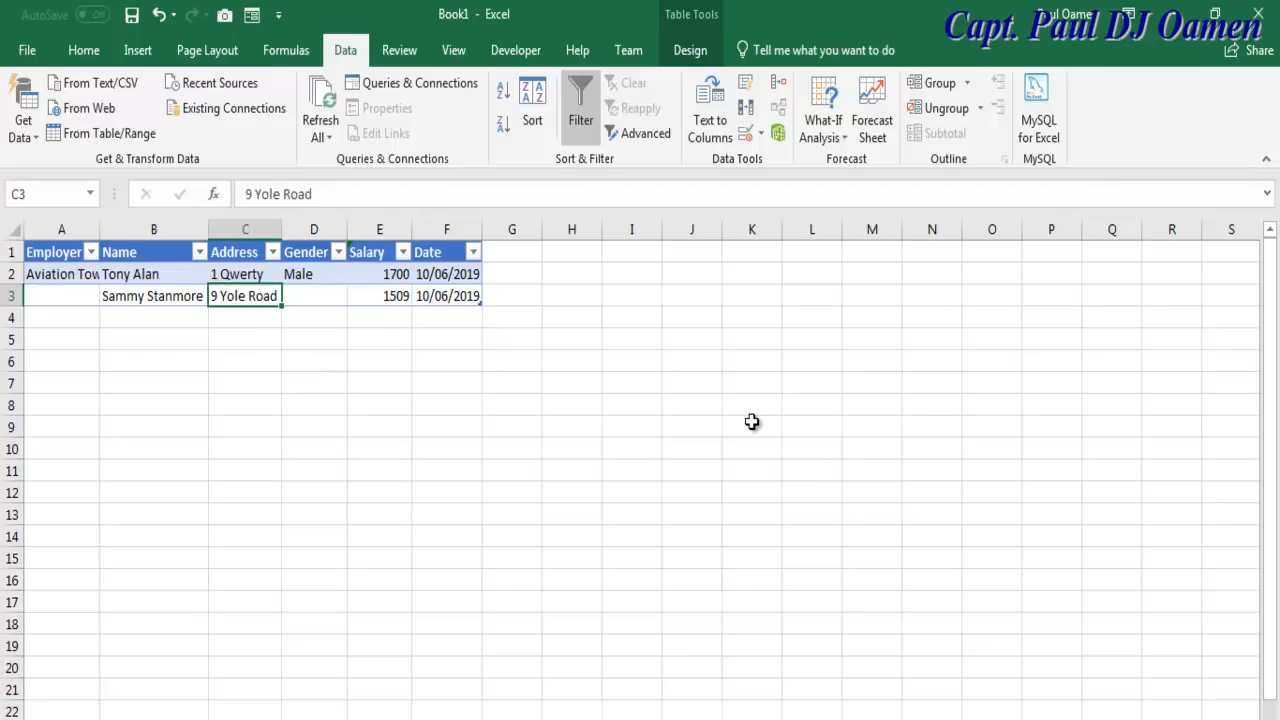 AutoSave Off Book1 - Excel Table Tools Paul Oame
Capt. Paul DJ Oamen
File Home Insert Page Layout Formulas Data Review View Developer Help Team Design Tell me what you want to do Share
Get Data
From Text/CSV
From Web
From Table/Range
Recent Sources
Existing Connections
Get & Transform Data
Refresh All
Queries & Connections
Properties
Edit Links
Queries & Connections
Sort
Filter
Clear
Reapply
Advanced
Sort & Filter
Text to Columns
Data Tools
What-If Analysis
Forecast Sheet
Forecast
Group
Ungroup
Subtotal
Outline
MySQL for Excel
MySQL
C3 fx 9 Yole Road
A B C D E F G H I J K L M N O P Q R S
1 Employer Name Address Gender Salary Date
2 Aviation Tow Tony Alan 1 Qwerty Male 1700 10/06/2019
3 Sammy Stanmore 9 Yole Road 1509 10/06/2019
4
5
6
7
8
9
10
11
12
13
14
15
16
17
18
19
20
21
22